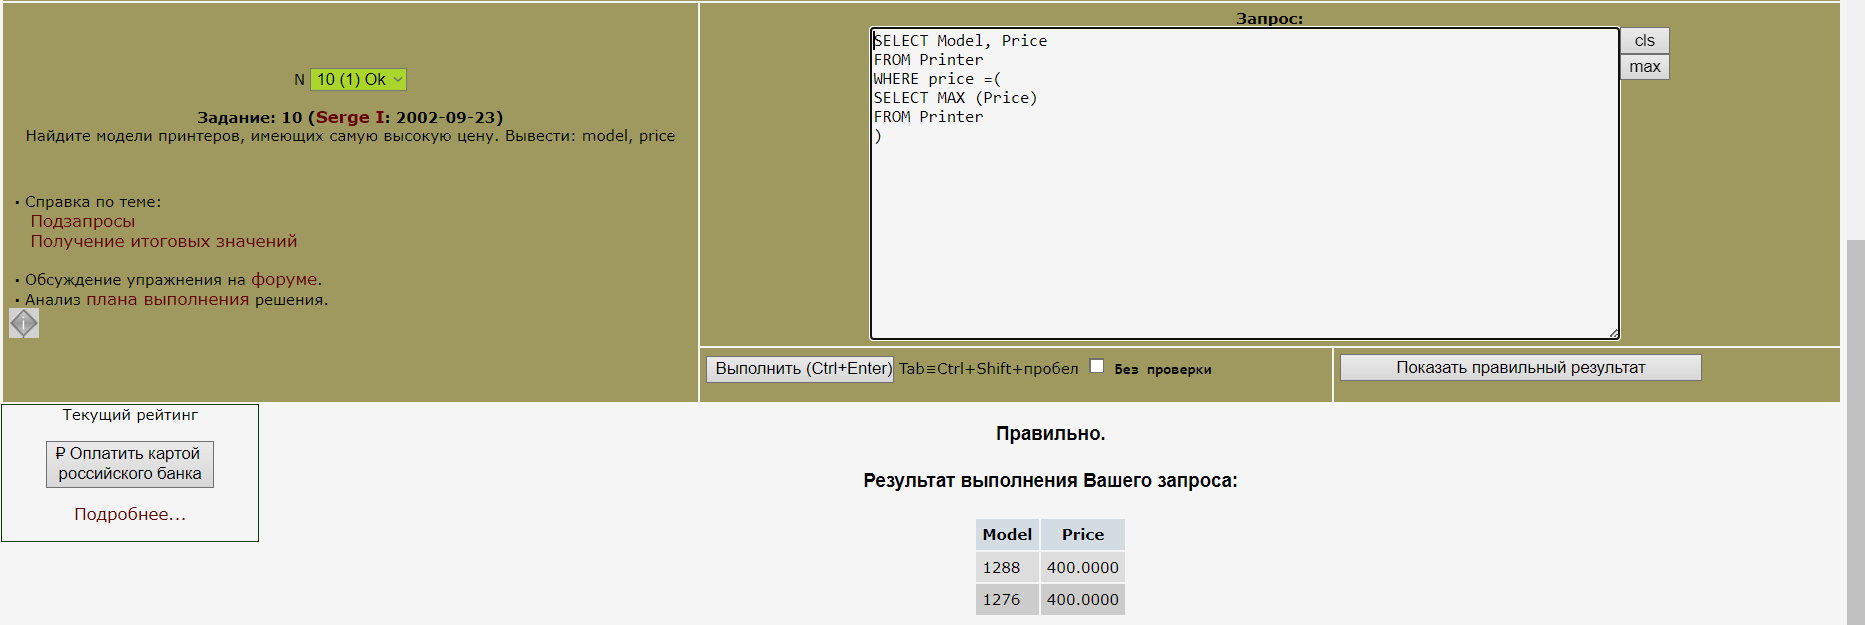 N 10 (1) Ok
Задание: 10 (Serge I: 2002-09-23)
Найдите модели принтеров, имеющих самую высокую цену. Вывести: model, price
• Справка по теме:
Подзапросы
Получение итоговых значений
• Обсуждение упражнения на форуме.
• Анализ плана выполнения решения.
Запрос:
SELECT Model, Price
FROM Printer
WHERE price =(
SELECT MAX (Price)
FROM Printer
)
cls
max
Выполнить (Ctrl+Enter) Tab≡Ctrl+Shift+пробел Без проверки
Показать правильный результат
Текущий рейтинг
₽ Оплатить картой
российского банка
Подробнее...
Правильно.
Результат выполнения Вашего запроса:
Model Price
1288 400.0000
1276 400.0000